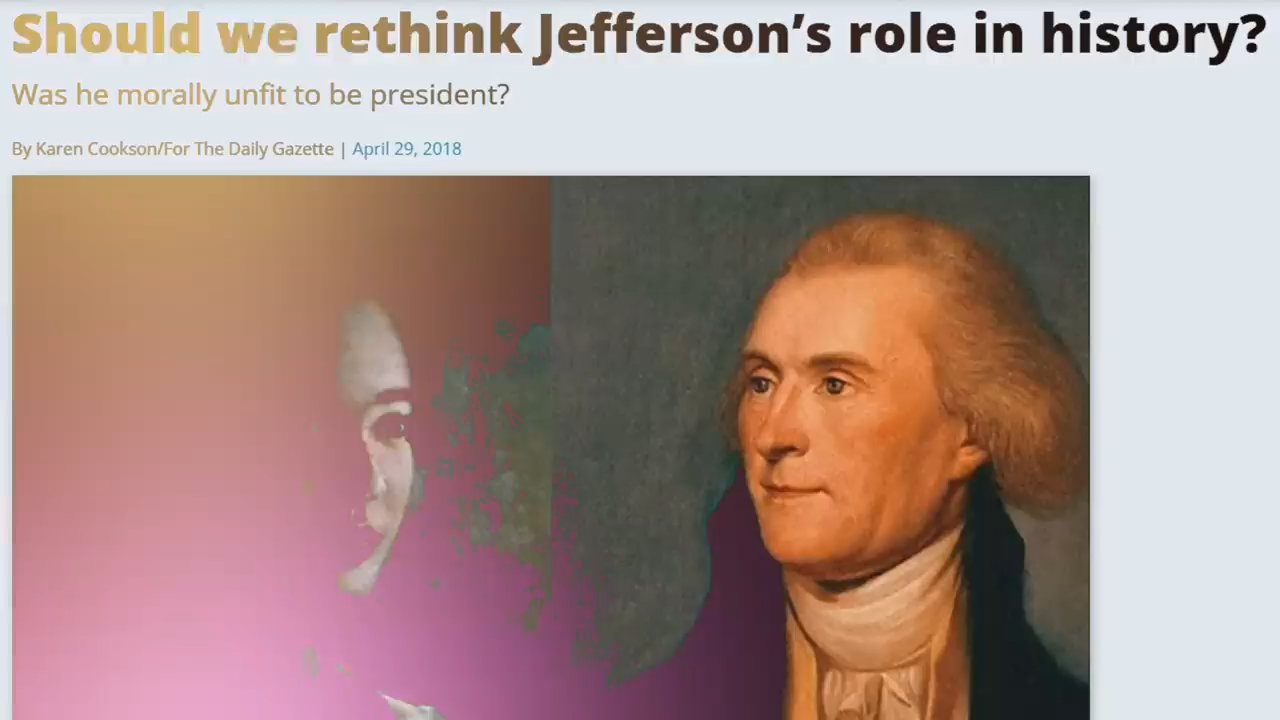 Should we rethink Jefferson’s role in history?
Was he morally unfit to be president?
By Karen Cookson/For The Daily Gazette | April 29, 2018